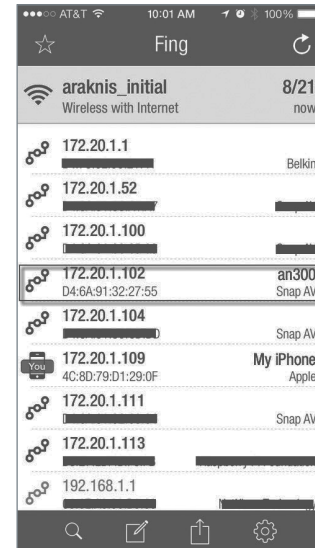 AT&T 10:01 AM 100%
Fing
araknis_initial 8/21
Wireless with Internet now
172.20.1.1
Belkin
172.20.1.52
172.20.1.100
172.20.1.102 an300
D4:6A:91:32:27:55 Snap AV
172.20.1.104
Snap AV
You 172.20.1.109 My iPhone
4C:8D:79:D1:29:0F Apple
172.20.1.111
Snap AV
172.20.1.113
192.168.1.1